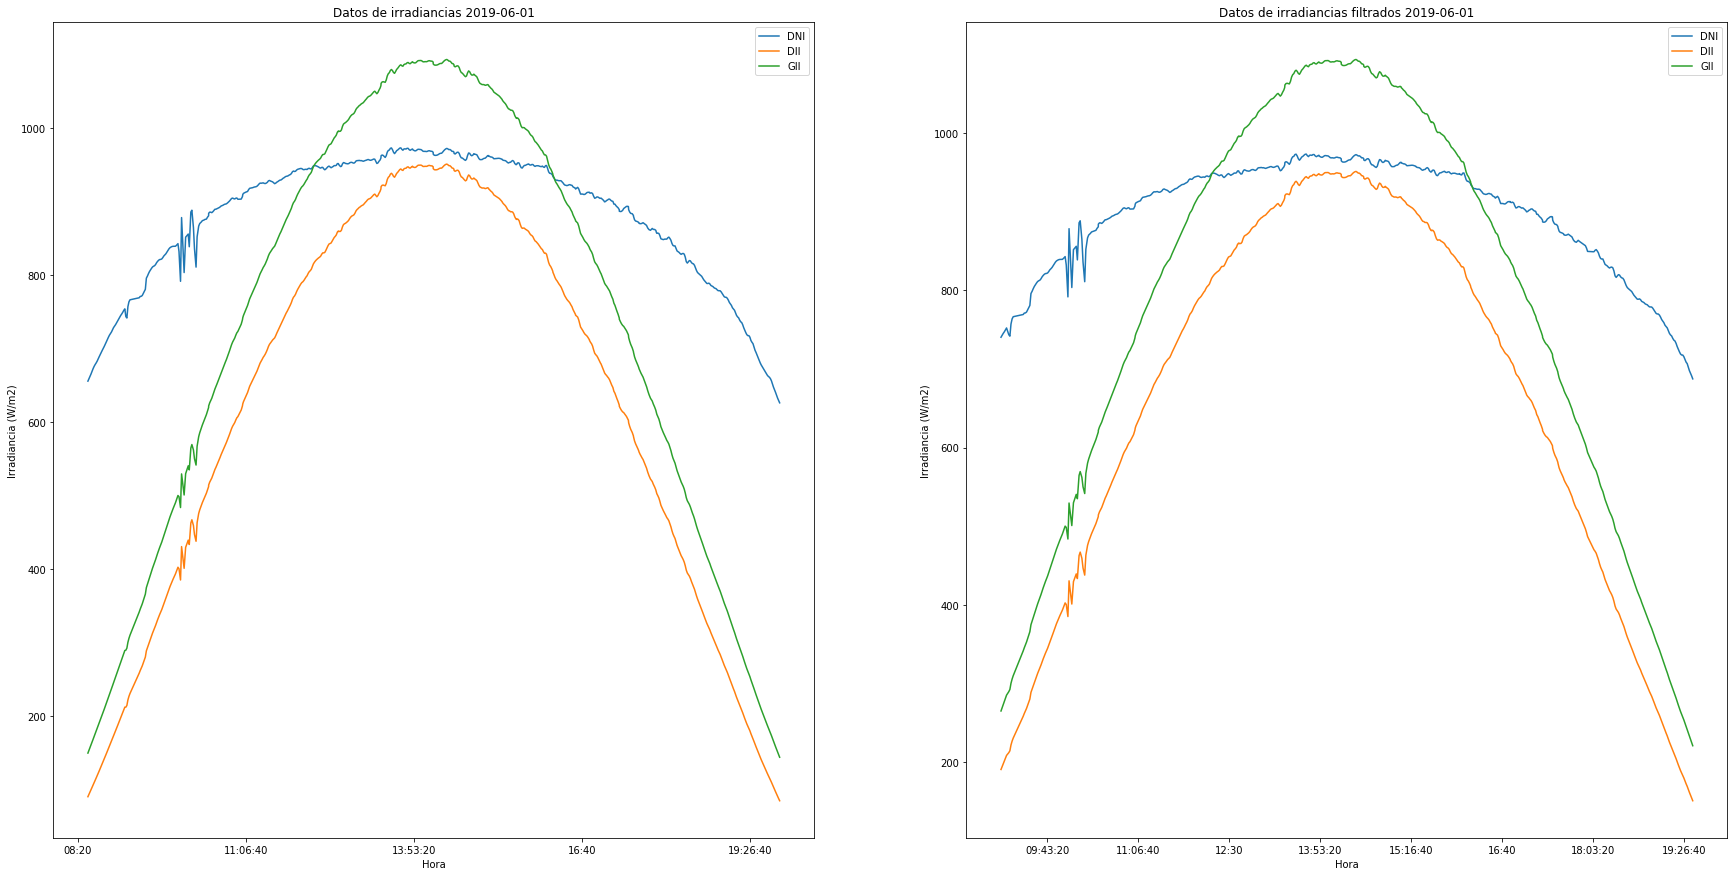 Datos de irradiancias 2019-06-01
DNI
DII
GII
Irradiancia (W/m2)
1000
800
600
400
200
08:20
11:06:40
13:53:20
16:40
19:26:40
Hora
Datos de irradiancias filtrados 2019-06-01
DNI
DII
GII
Irradiancia (W/m2)
1000
800
600
400
200
09:43:20
11:06:40
12:30
13:53:20
15:16:40
16:40
18:03:20
19:26:40
Hora